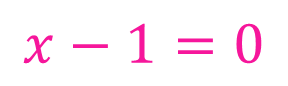 x − 1 = 0